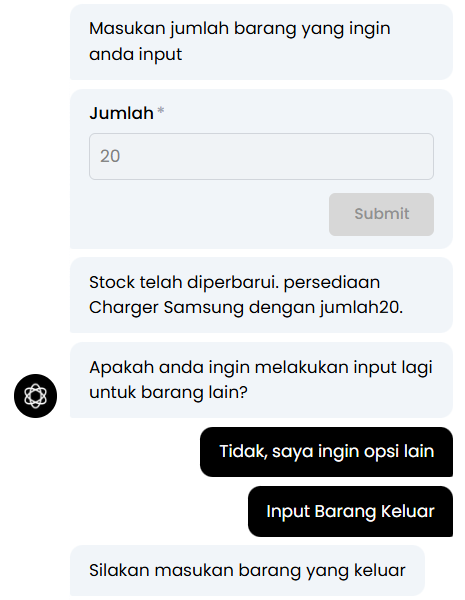 Masukan jumlah barang yang ingin
anda input
Jumlah *
20
Submit
Stock telah diperbarui. persediaan
Charger Samsung dengan jumlah20.
Apakah anda ingin melakukan input lagi
untuk barang lain?
Tidak, saya ingin opsi lain
Input Barang Keluar
Silakan masukan barang yang keluar